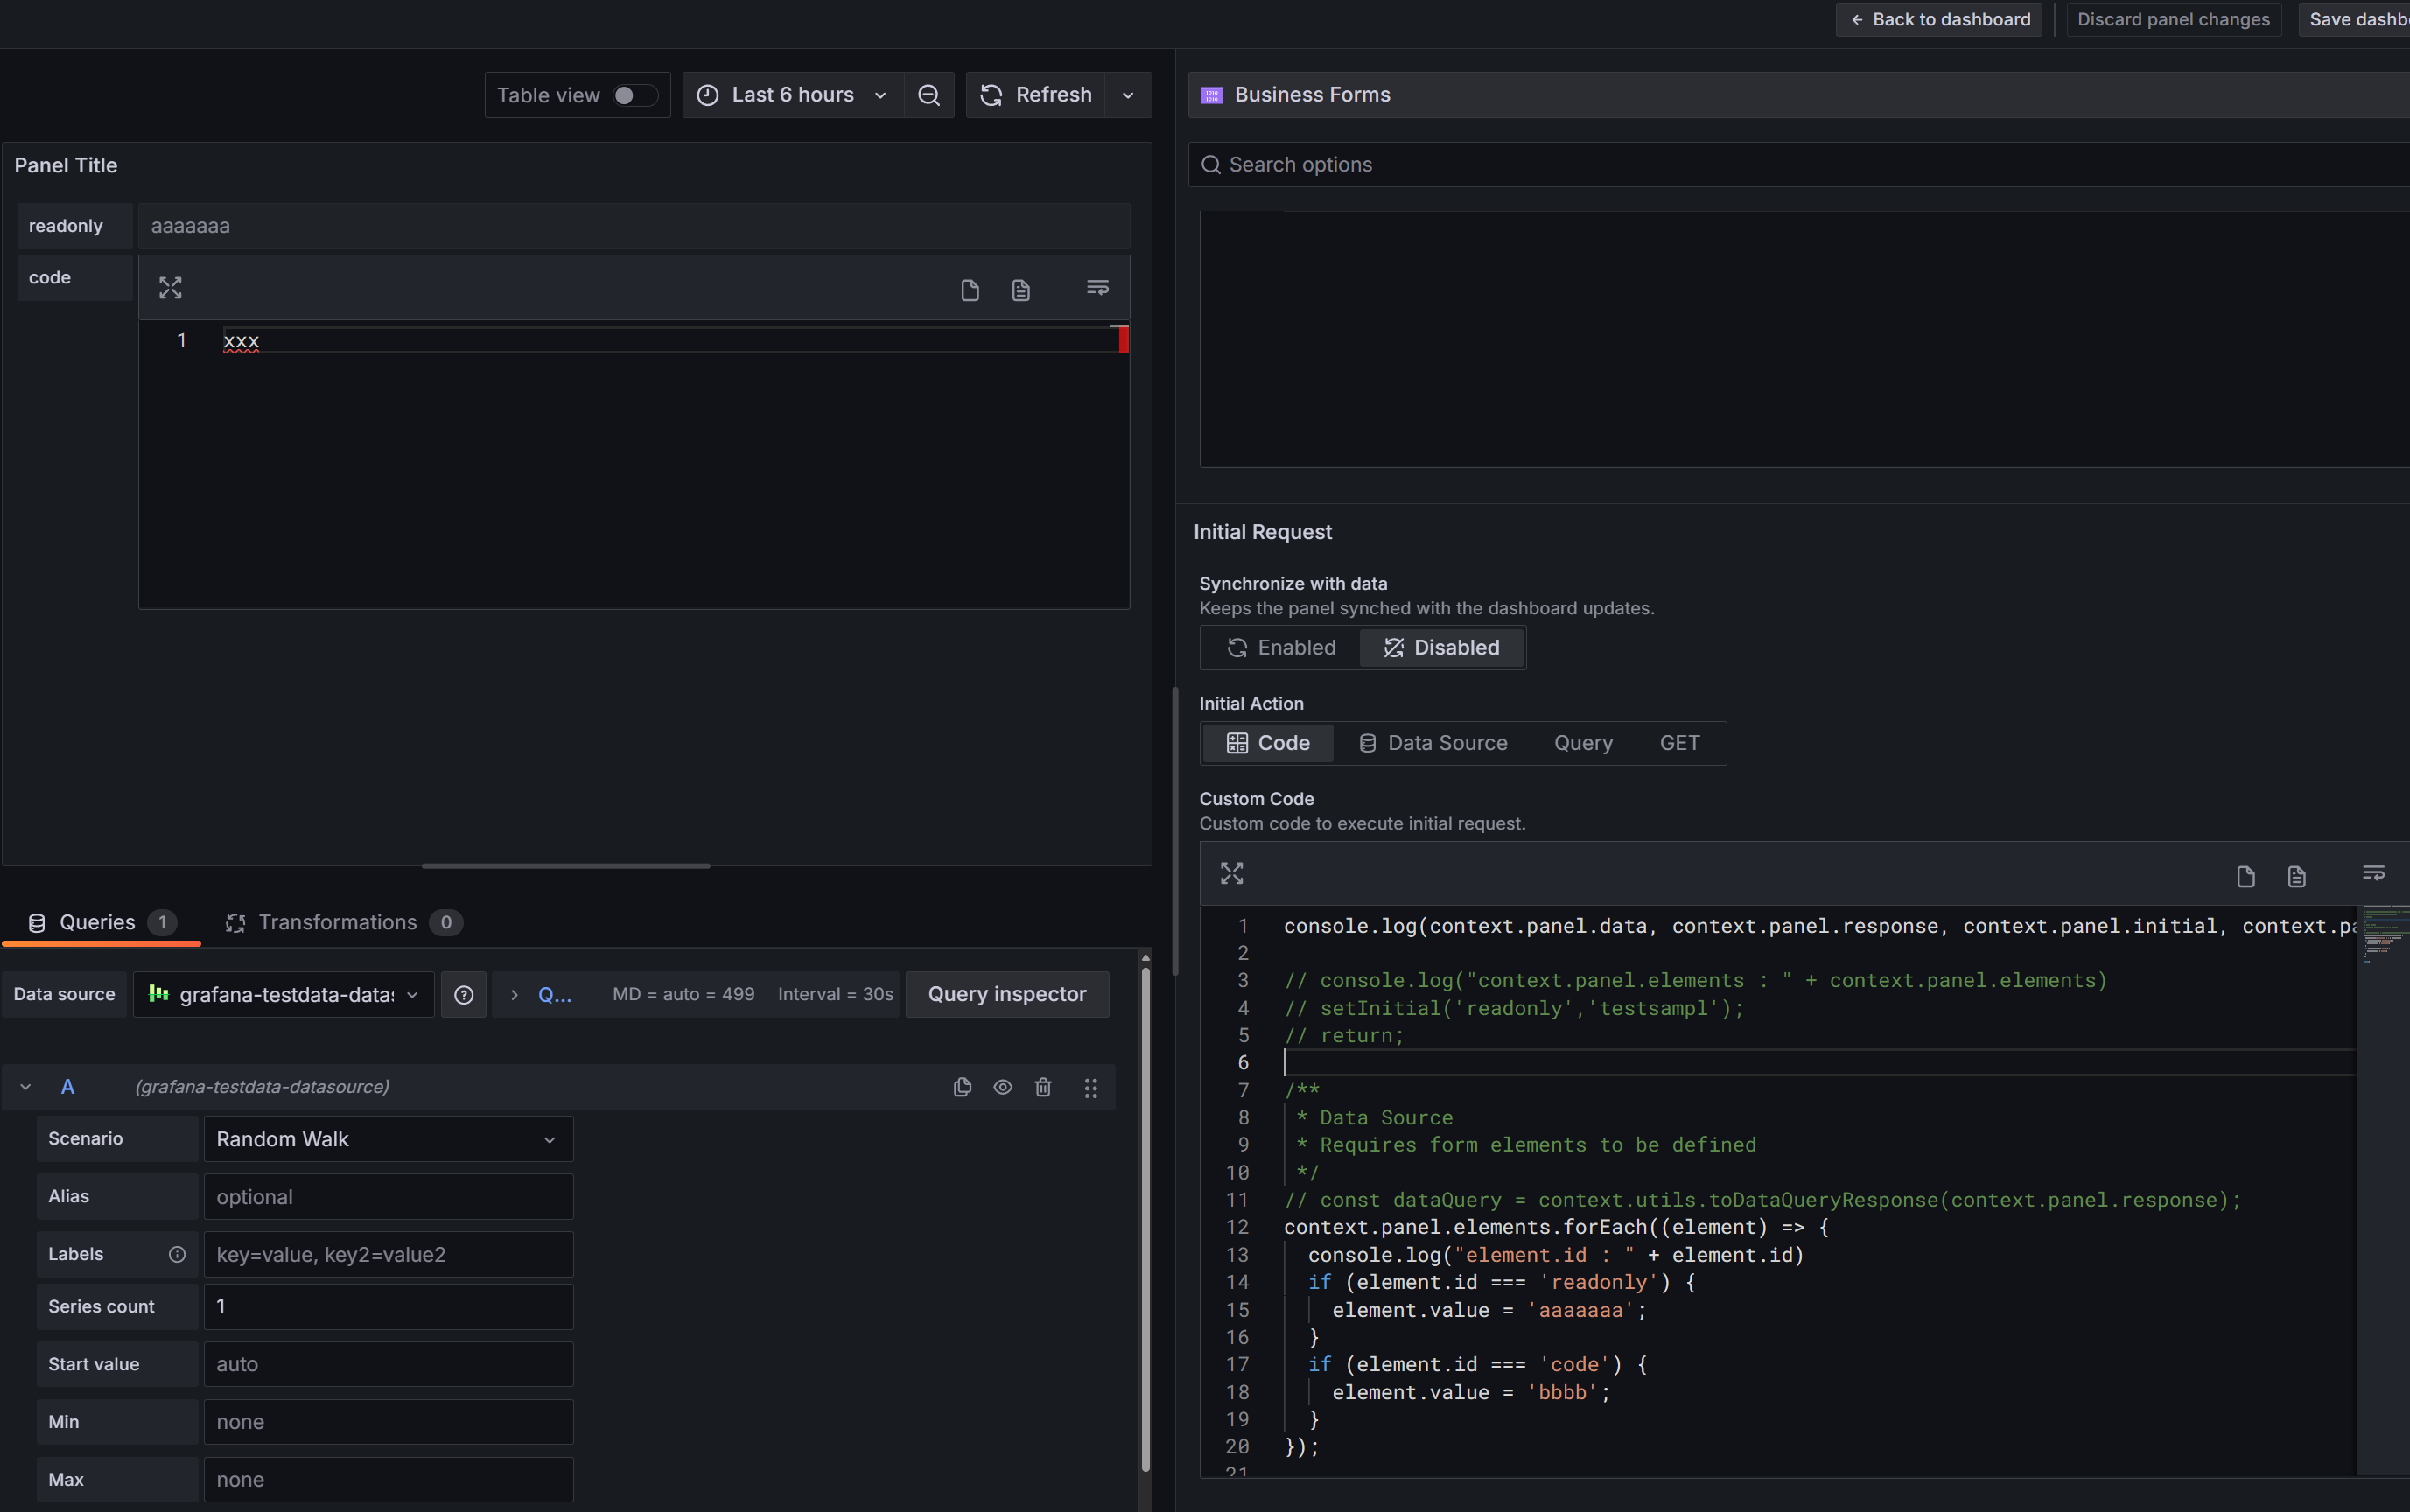 Back to dashboard
Discard panel changes
Save dashb
Table view
Last 6 hours
Refresh
Business Forms
Panel Title
Search options
readonly
aaaaaaa
code
1 xxx
Initial Request
Synchronize with data
Keeps the panel synched with the dashboard updates.
Enabled
Disabled
Initial Action
Code
Data Source
Query
GET
Custom Code
Custom code to execute initial request.
1 console.log(context.panel.data, context.panel.response, context.panel.initial, context.pa
2
3 // console.log("context.panel.elements : " + context.panel.elements)
4 // setInitial('readonly','testsampl');
5 // return;
6
7 /**
8 * Data Source
9 * Requires form elements to be defined
10 */
11 // const dataQuery = context.utils.toDataQueryResponse(context.panel.response);
12 context.panel.elements.forEach((element) => {
13 console.log("element.id : " + element.id)
14 if (element.id === 'readonly') {
15 element.value = 'aaaaaaa';
16 }
17 if (element.id === 'code') {
18 element.value = 'bbbb';
19 }
20 });
21
Queries 1
Transformations 0
Data source
grafana-testdata-datas
Q...
MD = auto = 499
Interval = 30s
Query inspector
A
(grafana-testdata-datasource)
Scenario
Random Walk
Alias
optional
Labels
key=value, key2=value2
Series count
1
Start value
auto
Min
none
Max
none